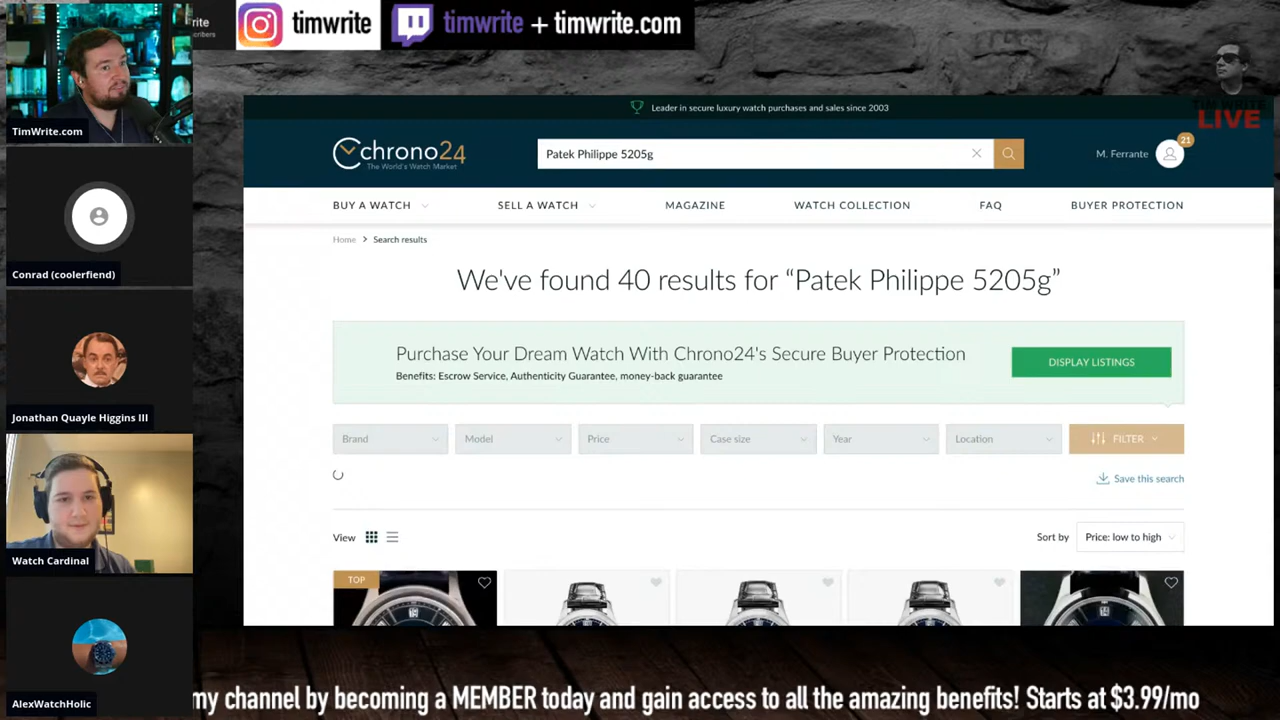 rite
cribers
timwrite
timwrite + timwrite.com
TIM WRITE
LIVE
TimWrite.com
Conrad (coolerfiend)
Jonathan Quayle Higgins III
Watch Cardinal
AlexWatchHolic
Leader in secure luxury watch purchases and sales since 2003
Chrono24
The World's Watch Market
Patek Philippe 5205g
M. Ferrante
21
BUY A WATCH
SELL A WATCH
MAGAZINE
WATCH COLLECTION
FAQ
BUYER PROTECTION
Home > Search results
We've found 40 results for “Patek Philippe 5205g”
Purchase Your Dream Watch With Chrono24's Secure Buyer Protection
Benefits: Escrow Service, Authenticity Guarantee, money-back guarantee
DISPLAY LISTINGS
Brand
Model
Price
Case size
Year
Location
FILTER
Save this search
View
Sort by
Price: low to high
TOP
my channel by becoming a MEMBER today and gain access to all the amazing benefits! Starts at $3.99/mo